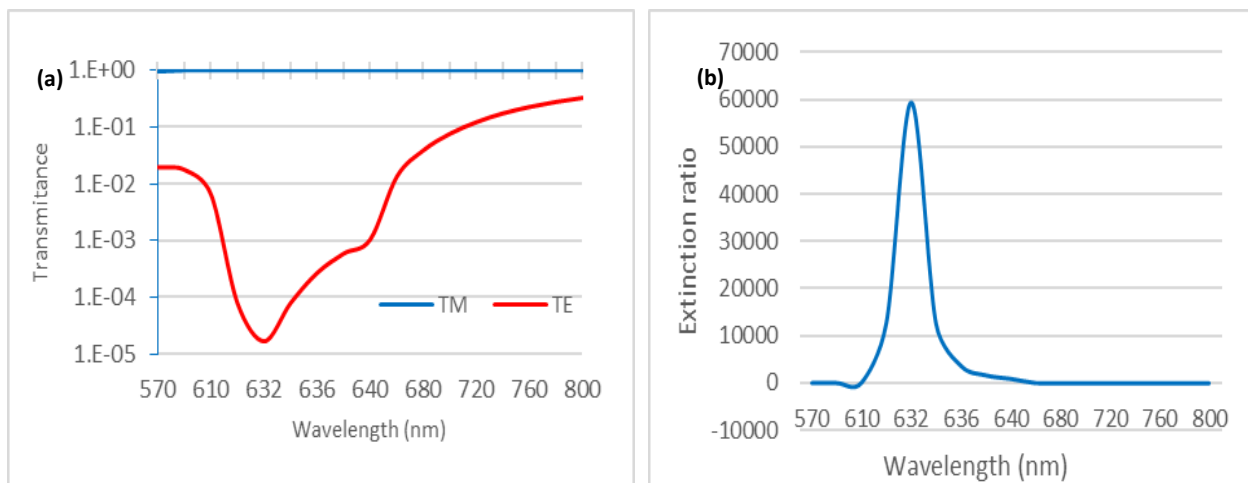 (a)
Transmitance
1.E+00
1.E-01
1.E-02
1.E-03
1.E-04
1.E-05
TM TE
570 610 632 636 640 680 720 760 800
Wavelength (nm)
(b)
Extinction ratio
70000
60000
50000
40000
30000
20000
10000
0
-10000
570 610 632 636 640 680 720 760 800
Wavelength (nm)